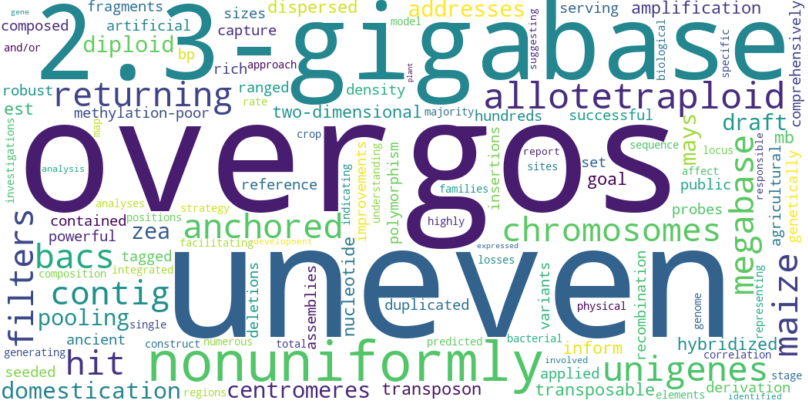 gene fragments sizes dispersed addresses serving amplification
composed artificial capture model suggesting biological specific comprehensively
and/or diploid bp rich approach 2.3-gigabase
robust returning ranged density plant allotetraploid
est methylation-poor rate two-dimensional hundreds successful draft mb
investigations map overgos insertions report set public mays genetically
analysis crop sites sequence locus responsible
reference indicating improvements understanding polymorphism families goal affect probes megabase agricultural
analyses positions strategy
contained zea anchored highly chromosomes
powerful tagged facilitating development expressed
filters bacs composition integrated uneven losses recombination representing maize
contig deletions assemblies nucleotide duplicated variants physical genome
pooling ancient single construct total numerous predicted bacterial inform hybridized correlation
generating hit nonuniformly involved unigenes stage
seeded regions centromeres transposon applied transposable derivation
domestication elements identified majority